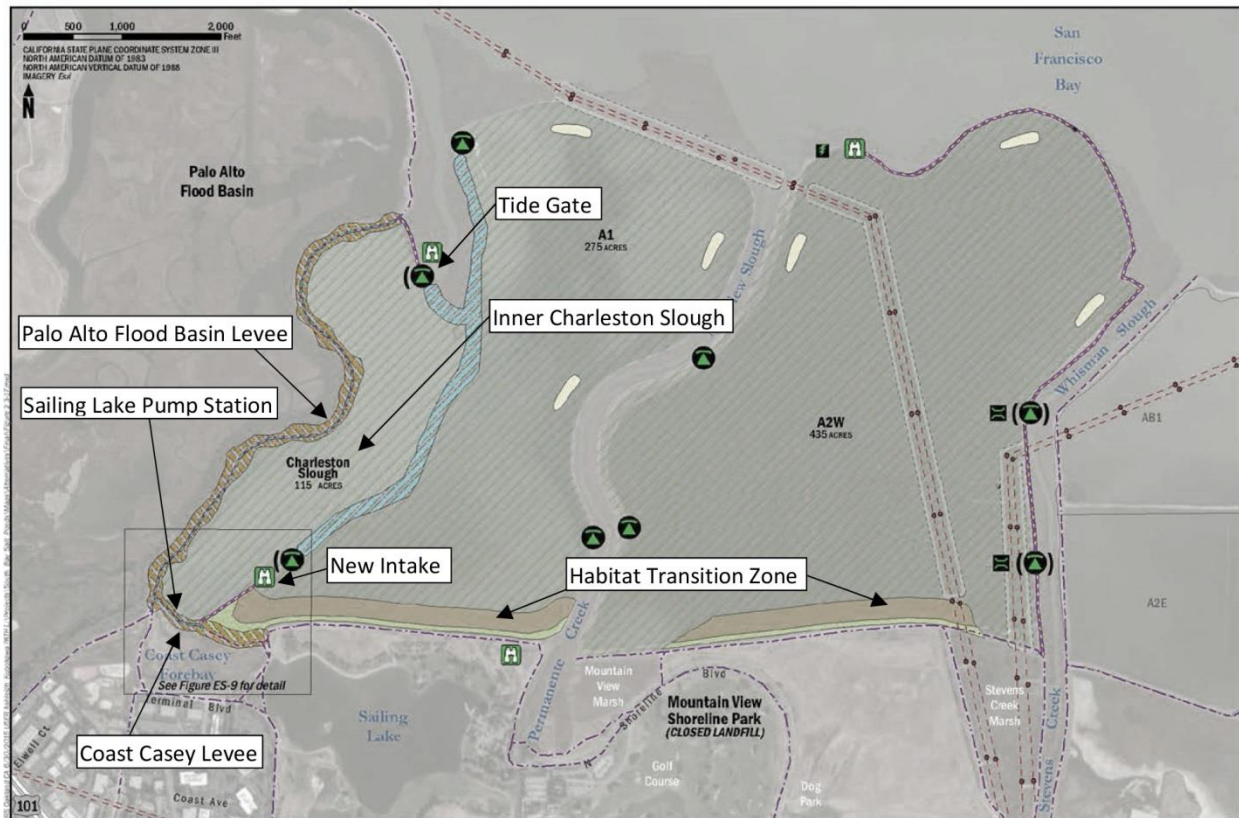 0 500 1,000 2,000
Feet
CALIFORNIA STATE PLANE COORDINATE SYSTEM ZONE III
NORTH AMERICAN DATUM OF 1983
NORTH AMERICAN VERTICAL DATUM OF 1988
IMAGERY Esri
N
San
Francisco
Bay
Palo Alto
Flood Basin
Tide Gate
A1
275 ACRES
Inner Charleston Slough
Palo Alto Flood Basin Levee
Whisman Slough
Sailing Lake Pump Station
AB1
A2W
435 ACRES
Charleston
Slough
115 ACRES
New Intake
Habitat Transition Zone
A2E
Permanente Creek
Coast Casey
Forebay
See Figure ES-9 for detail
Terminal Blvd
Sailing
Lake
Mountain
View
Marsh
Shoreline Blvd
N
Mountain View
Shoreline Park
(CLOSED LANDFILL)
Stevens
Creek
Marsh
Stevens Creek
Coast Casey Levee
Elwell Ct
Golf
Course
Dog
Park
Coast Ave
101